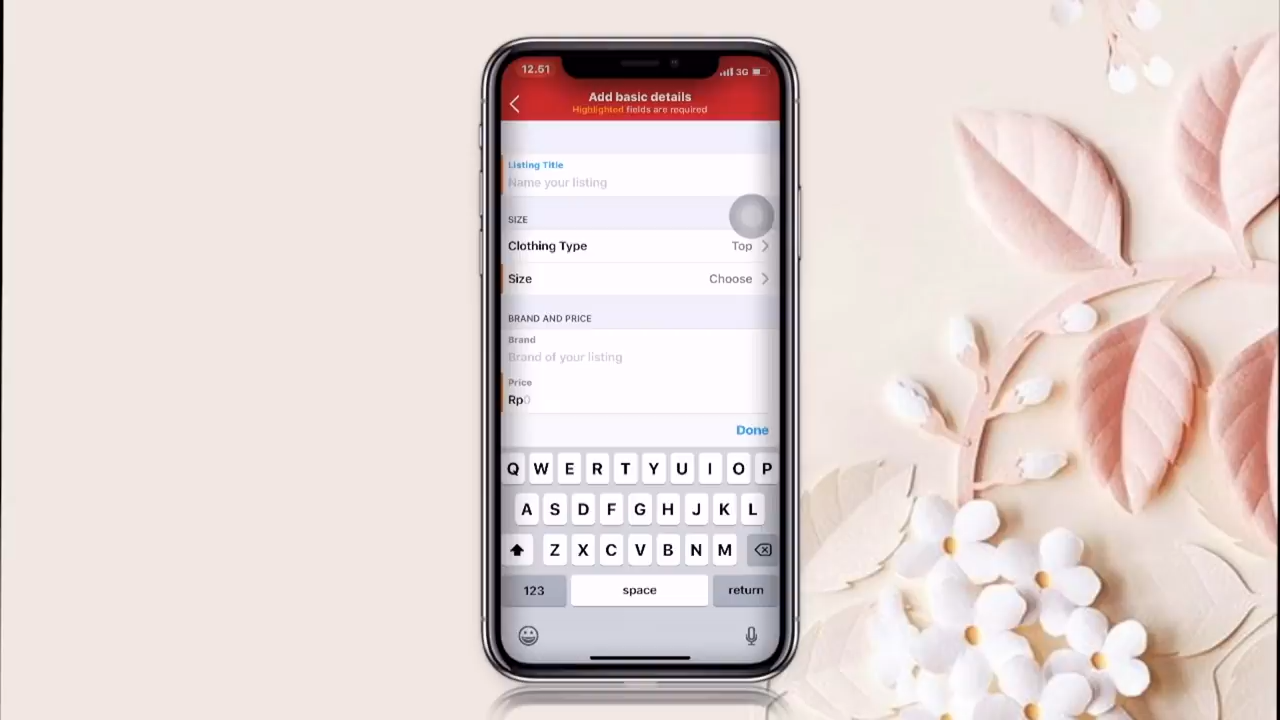 12.51
3G
Add basic details
Highlighted fields are required
Listing Title
Name your listing
SIZE
Clothing Type Top
Size Choose
BRAND AND PRICE
Brand
Brand of your listing
Price
Rp0
Done
Q W E R T Y U I O P
A S D F G H J K L
Z X C V B N M
123 space return